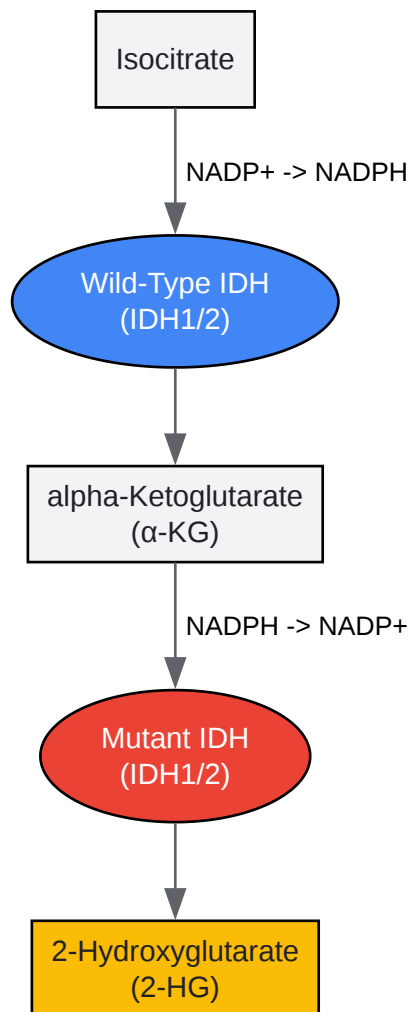 Isocitrate
NADP+ -> NADPH
Wild-Type IDH
(IDH1/2)
alpha-Ketoglutarate
(α-KG)
NADPH -> NADP+
Mutant IDH
(IDH1/2)
2-Hydroxyglutarate
(2-HG)